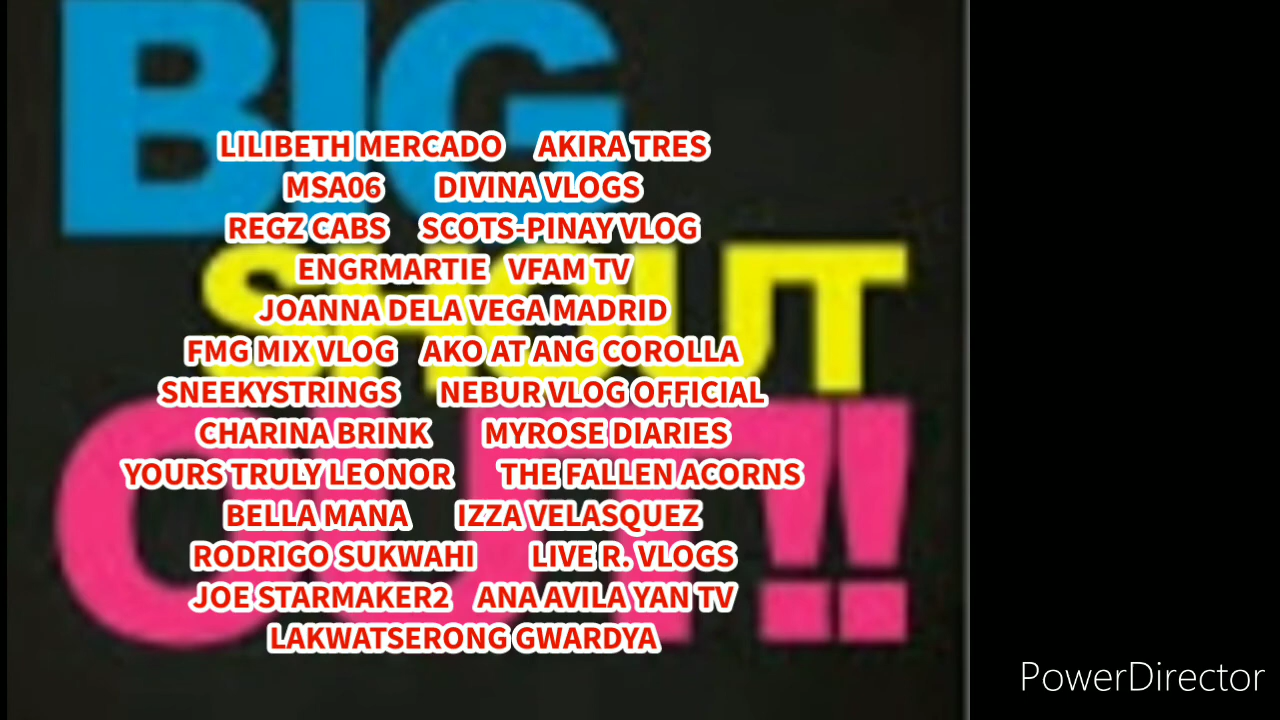 BIG
SHOUT
OUT!!
LILIBETH MERCADO AKIRA TRES
MSA06 DIVINA VLOGS
REGZ CABS SCOTS-PINAY VLOG
ENGRMARTIE VFAM TV
JOANNA DELA VEGA MADRID
FMG MIX VLOG AKO AT ANG COROLLA
SNEEKYSTRINGS NEBUR VLOG OFFICIAL
CHARINA BRINK MYROSE DIARIES
YOURS TRULY LEONOR THE FALLEN ACORNS
BELLA MANA IZZA VELASQUEZ
RODRIGO SUKWAHI LIVE R. VLOGS
JOE STARMAKER2 ANA AVILA YAN TV
LAKWATSERONG GWARDYA
PowerDirector